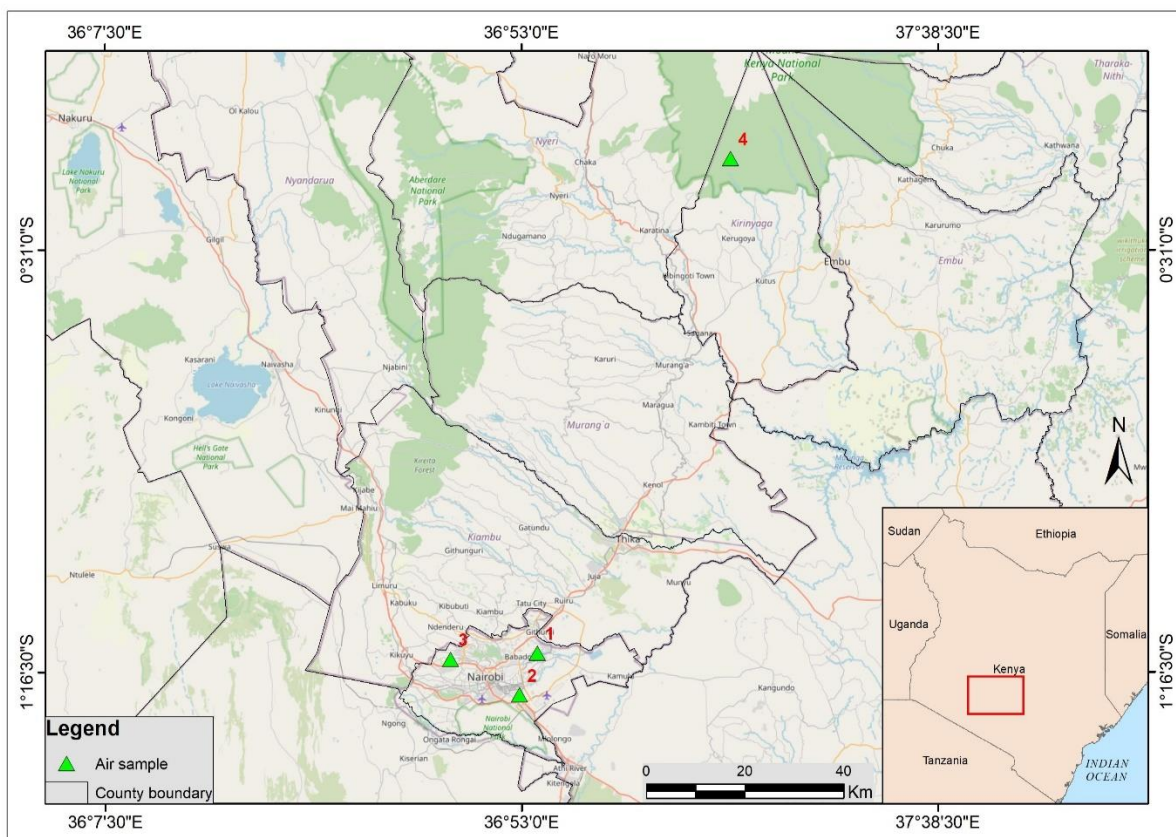 36°7'30"E
36°53'0"E
37°38'30"E
Naro Moru
Mount
Kenya National
Park
Tharaka-
Nithi
Ol Kalou
Nakuru
Nyeri
4
Chuka
Kathwana
Chaka
Lake Nakuru
National
Park
Nyandarua
Aberdare
National
Park
Nyeri
Kathageri
Kirinyaga
Karatina
Gilgil
Ndugamano
Kerugoya
Karurumo
0°31'0"S
0°31'0"S
Embu
Embu
Kibingoti Town
Kutus
Sagana
Kasarani
Naivasha
Njabini
Karuri
Murang'a
Lake Naivasha
Kinungi
Maragua
Kongoni
Murang'a
Kambiti Town
Hell's Gate
National
Park
Kireita
Forest
N
Kijabe
Kenol
Mai Mahiu
Kiambu
Gatundu
Thika
Suswa
Githunguri
Ntulele
Juja
Limuru
Munyu
Kabuku
Kibubuti
Tatu City
Ruiru
Kiambu
Ndenderu
1
Githurai
3
Kikuyu
Kamulu
1°16'30"S
1°16'30"S
2
Nairobi
Kangundo
Ngong
Nairobi
National
Ongata Rongai
Mlolongo
Kiserian
Athi River
Kitengela
Legend
Air sample
County boundary
0
20
40
Km
Sudan
Ethiopia
Uganda
Somalia
Kenya
Tanzania
INDIAN
OCEAN
36°7'30"E
36°53'0"E
37°38'30"E